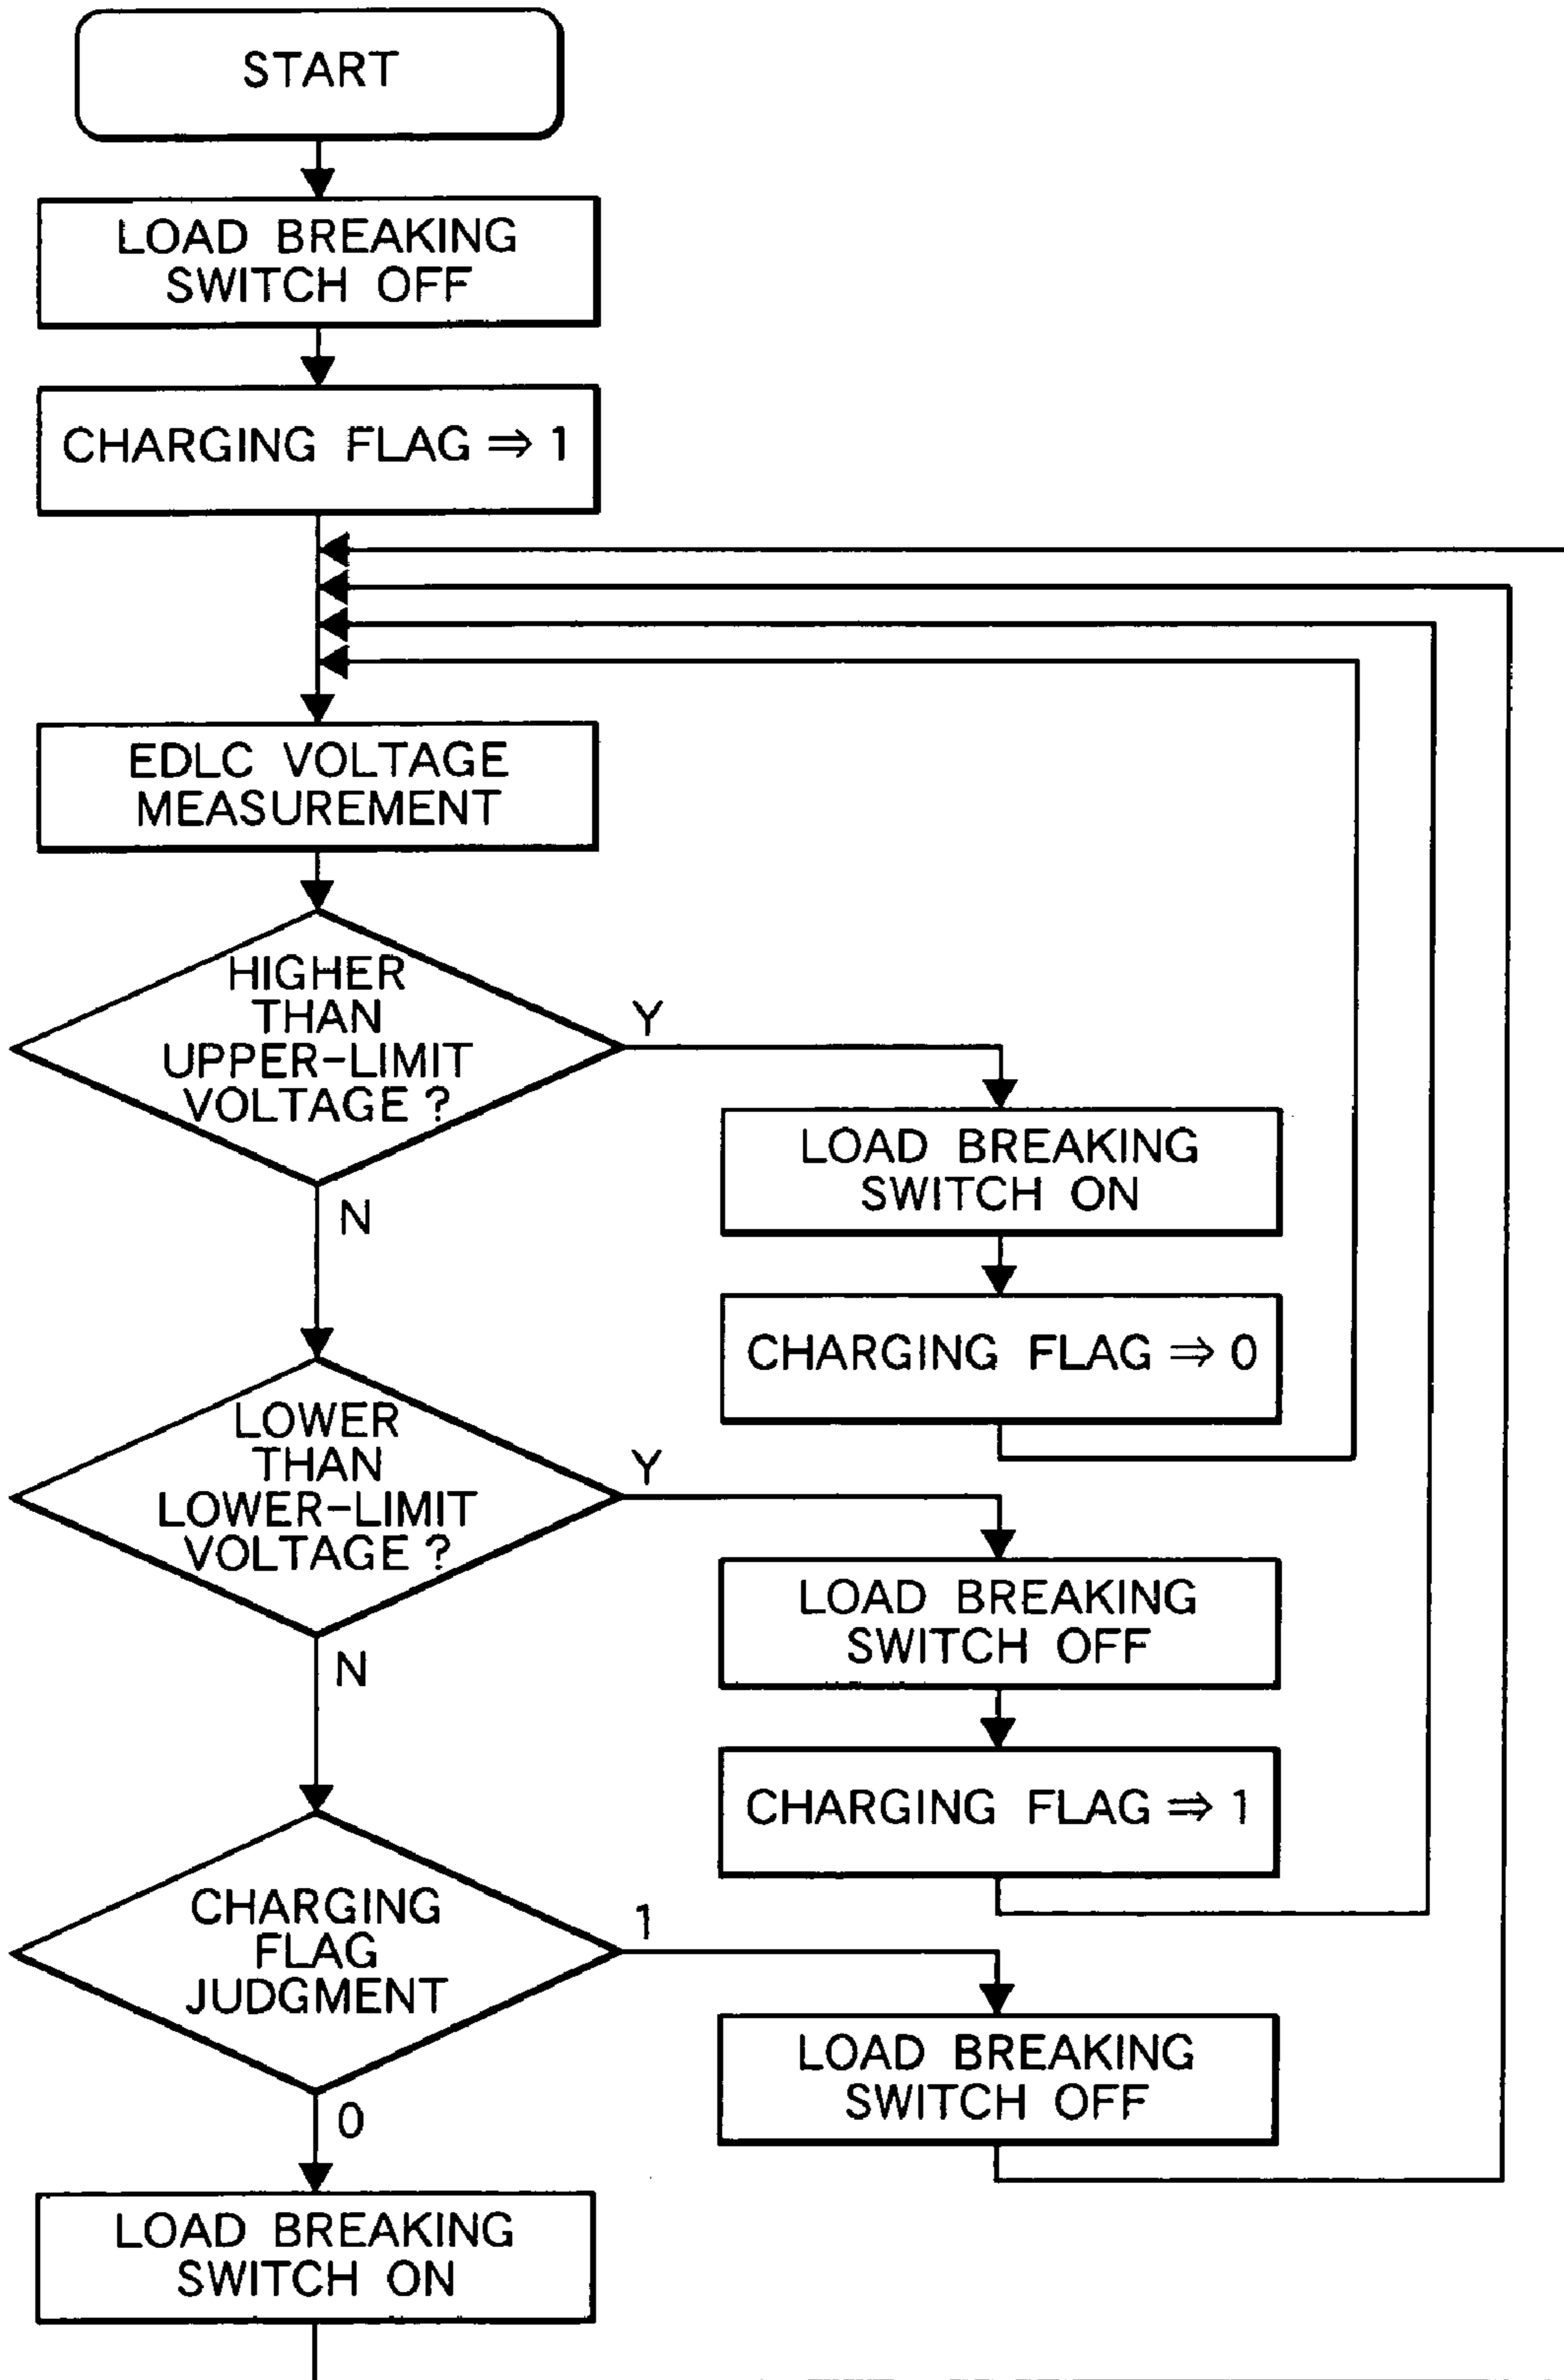 START
LOAD BREAKING
SWITCH OFF
CHARGING FLAG ⇒ 1
EDLC VOLTAGE
MEASUREMENT
HIGHER
THAN
UPPER-LIMIT
VOLTAGE?
Y
N
LOAD BREAKING
SWITCH ON
CHARGING FLAG ⇒ 0
LOWER
THAN
LOWER-LIMIT
VOLTAGE?
Y
N
LOAD BREAKING
SWITCH OFF
CHARGING FLAG ⇒ 1
CHARGING
FLAG
JUDGMENT
1
0
LOAD BREAKING
SWITCH OFF
LOAD BREAKING
SWITCH ON